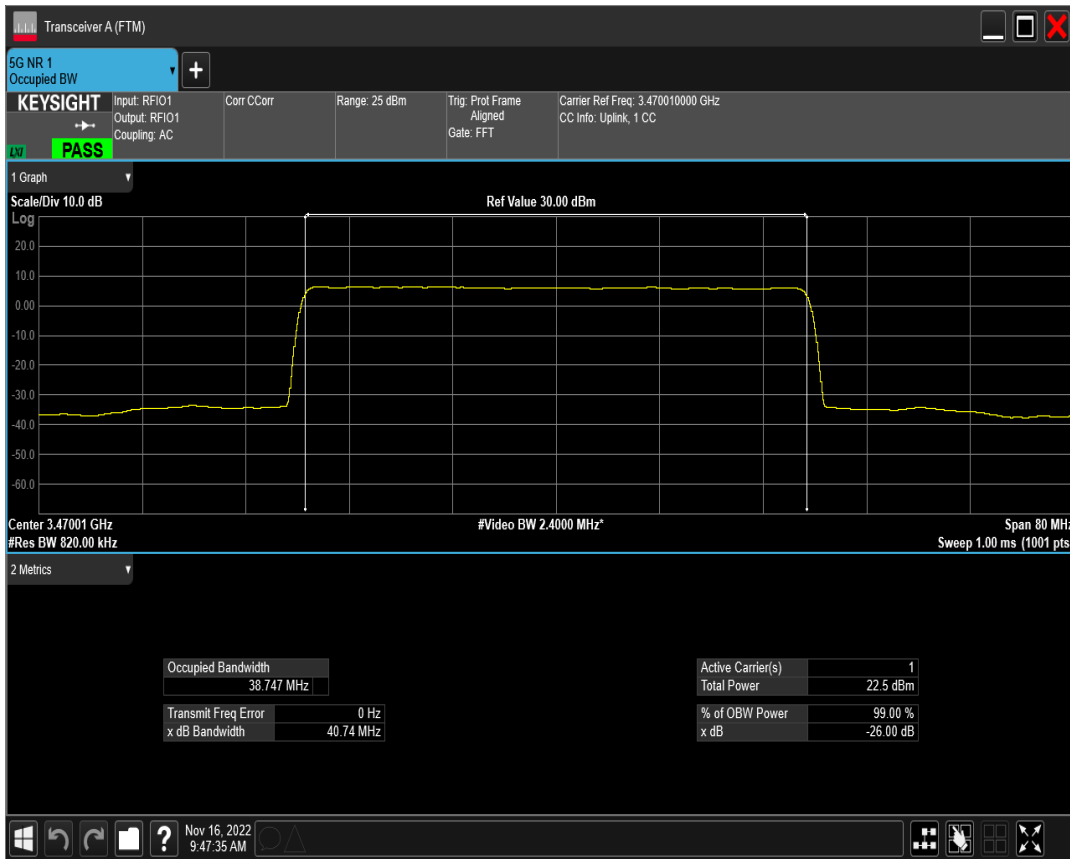 Transceiver A (FTM)
5G NR 1
Occupied BW
+
KEYSIGHT
LXI
PASS
Input: RFIO1
Output: RFIO1
Coupling: AC
Corr CCorr
Range: 25 dBm
Trig: Prot Frame
Aligned
Gate: FFT
Carrier Ref Freq: 3.470010000 GHz
CC Info: Uplink, 1 CC
1 Graph
Scale/Div 10.0 dB
Ref Value 30.00 dBm
Log
20.0
10.0
0.00
-10.0
-20.0
-30.0
-40.0
-50.0
-60.0
Center 3.47001 GHz
#Video BW 2.4000 MHz*
Span 80 MHz
#Res BW 820.00 kHz
Sweep 1.00 ms (1001 pts
2 Metrics
Occupied Bandwidth
38.747 MHz
Transmit Freq Error 0 Hz
x dB Bandwidth 40.74 MHz
Active Carrier(s) 1
Total Power 22.5 dBm
% of OBW Power 99.00 %
x dB -26.00 dB
?
Nov 16, 2022
9:47:35 AM